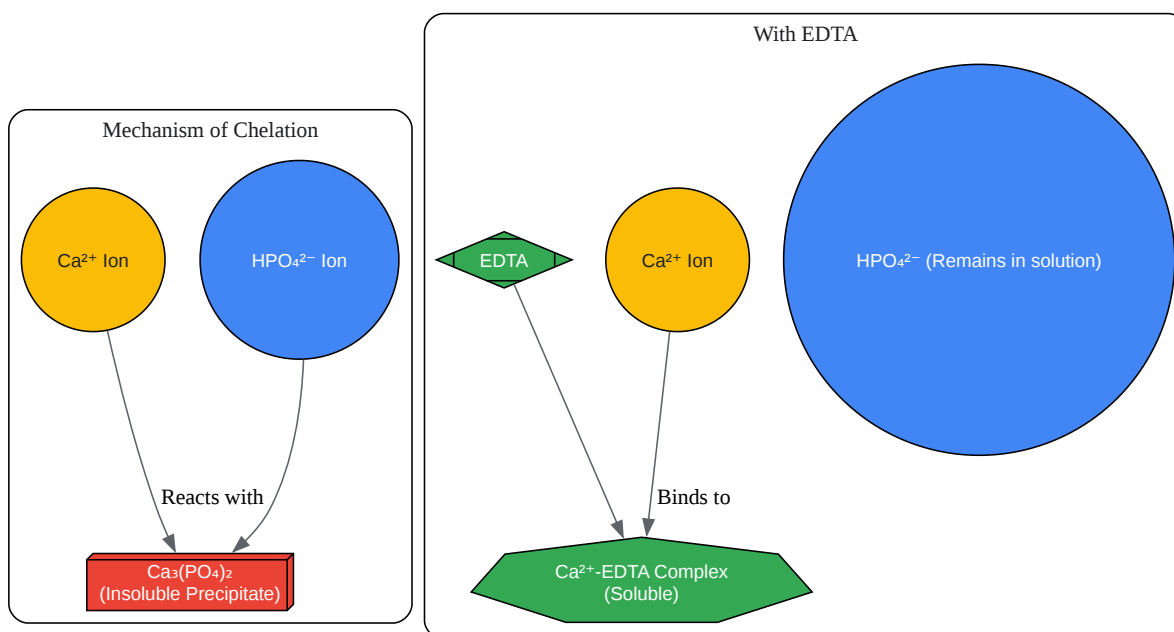 Mechanism of Chelation
Ca²⁺ Ion
HPO₄²⁻ Ion
Reacts with
Ca₃(PO₄)₂
(Insoluble Precipitate)
With EDTA
EDTA
Ca²⁺ Ion
HPO₄²⁻ (Remains in solution)
Binds to
Ca²⁺-EDTA Complex
(Soluble)